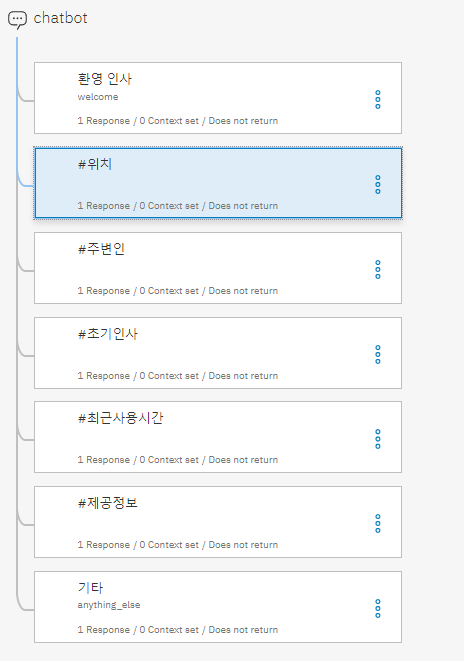 chatbot
환영 인사
welcome
1 Response / 0 Context set / Does not return
#위치
1 Response / 0 Context set / Does not return
#주변인
1 Response / 0 Context set / Does not return
#초기인사
1 Response / 0 Context set / Does not return
#최근사용시간
1 Response / 0 Context set / Does not return
#제공정보
1 Response / 0 Context set / Does not return
기타
anything_else
1 Response / 0 Context set / Does not return